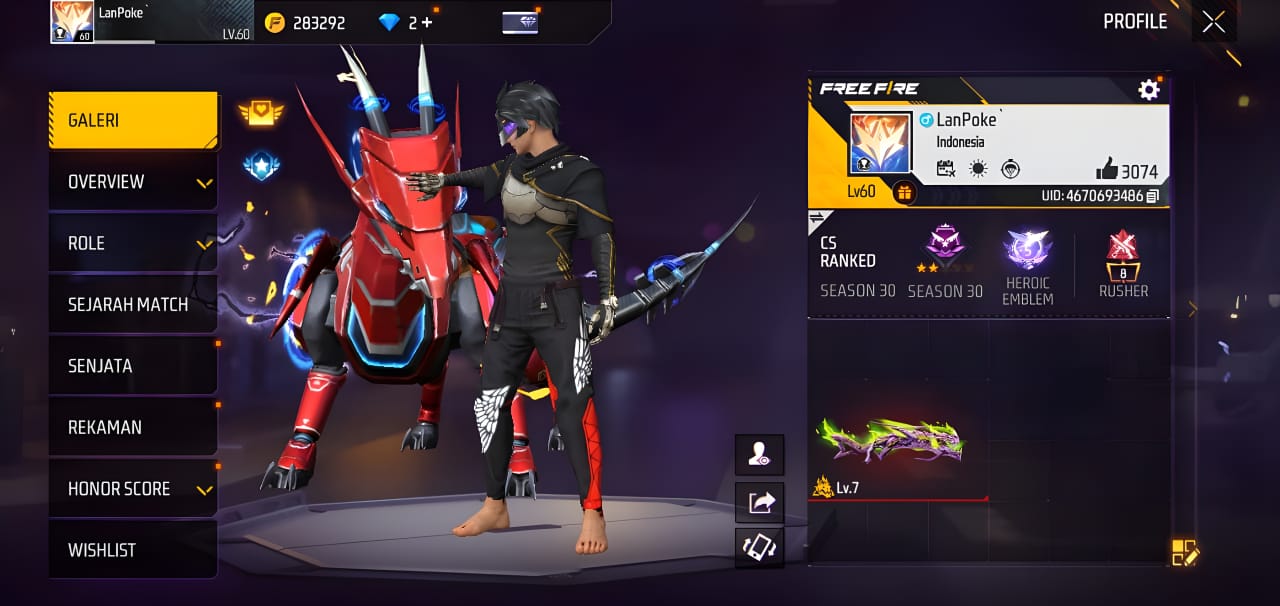 LanPoke`
60
LV.60
283292
2 +
PROFILE
GALERI
OVERVIEW
ROLE
SEJARAH MATCH
SENJATA
REKAMAN
HONOR SCORE
WISHLIST
FREE FIRE
LanPoke`
Indonesia
3074
Lv60
UID: 4670693486
CS
RANKED
SEASON 30
SEASON 30
HEROIC
EMBLEM
8
RUSHER
Lv.7